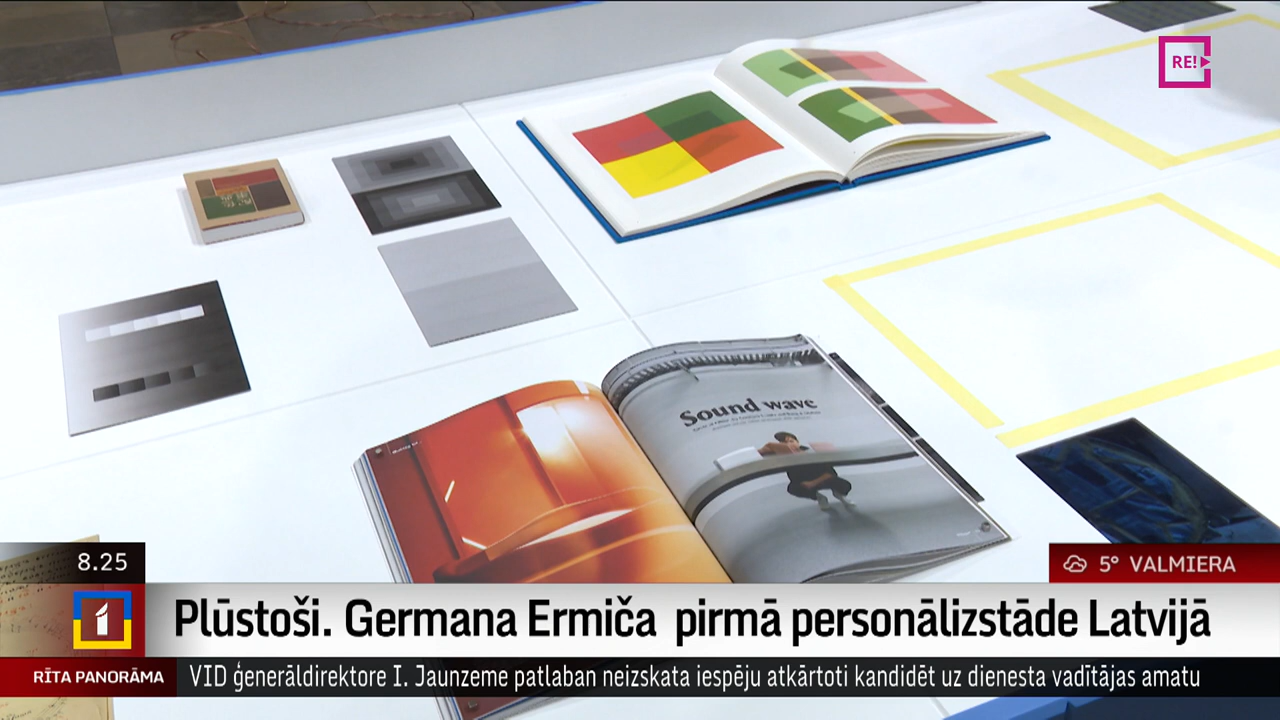 RE!
Sound wave
8.25
5° VALMIERA
1
Plūstoši. Germana Ermiča pirmā personālizstāde Latvijā
RĪTA PANORĀMA
VID ģenerāldirektore I. Jaunzeme patlaban neizskata iespēju atkārtoti kandidēt uz dienesta vadītājas amatu